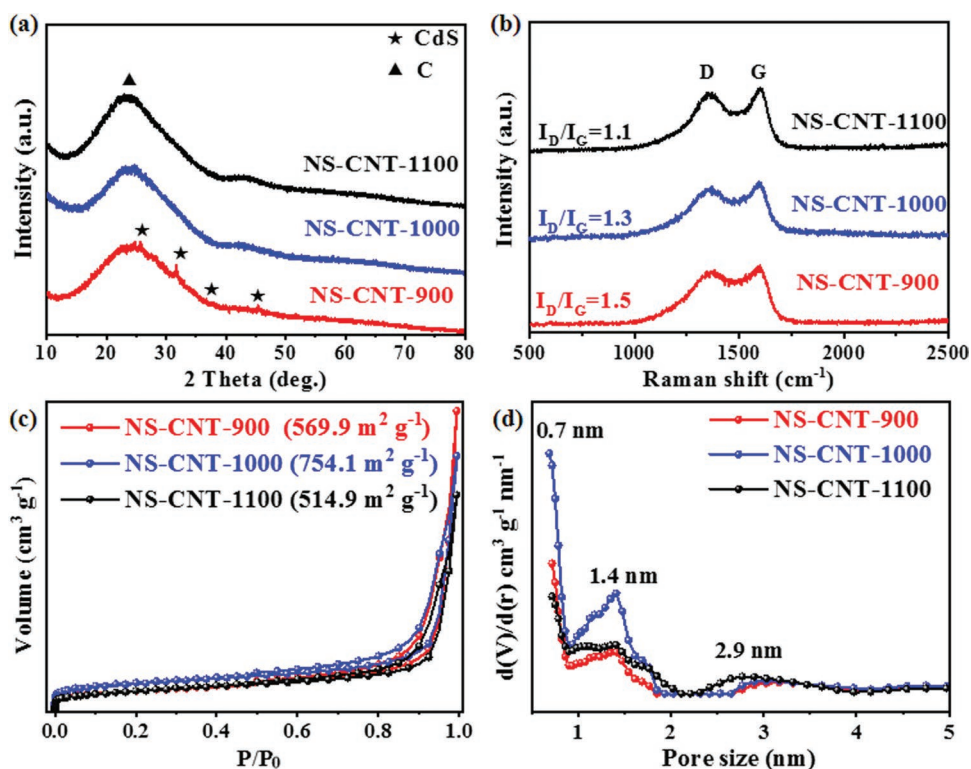 (a)
★ CdS
▲ C
NS-CNT-1100
NS-CNT-1000
NS-CNT-900
Intensity (a.u.)
10 20 30 40 50 60 70 80
2 Theta (deg.)
(b)
D G
I_D/I_G=1.1
NS-CNT-1100
I_D/I_G=1.3
NS-CNT-1000
I_D/I_G=1.5
NS-CNT-900
Intensity (a.u.)
500 1000 1500 2000 2500
Raman shift (cm⁻¹)
(c)
NS-CNT-900 (569.9 m² g⁻¹)
NS-CNT-1000 (754.1 m² g⁻¹)
NS-CNT-1100 (514.9 m² g⁻¹)
Volume (cm³ g⁻¹)
0.0 0.2 0.4 0.6 0.8 1.0
P/P₀
(d)
NS-CNT-900
NS-CNT-1000
NS-CNT-1100
0.7 nm
1.4 nm
2.9 nm
d(V)/d(r) cm³ g⁻¹ nm⁻¹
1 2 3 4 5
Pore size (nm)